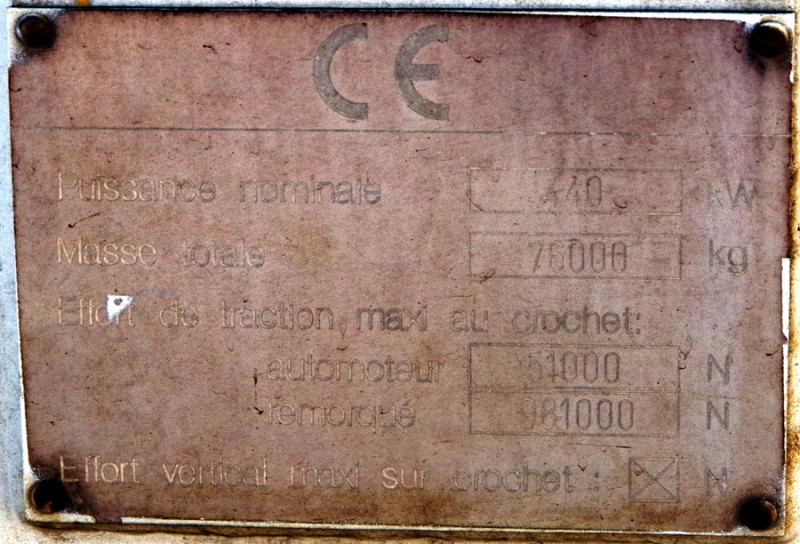 CE
Puissance nominale 440 kW
Masse totale 76000 kg
Effort de traction maxi au crochet:
automoteur 51000 N
remorqué 981000 N
Effort vertical maxi sur crochet : N